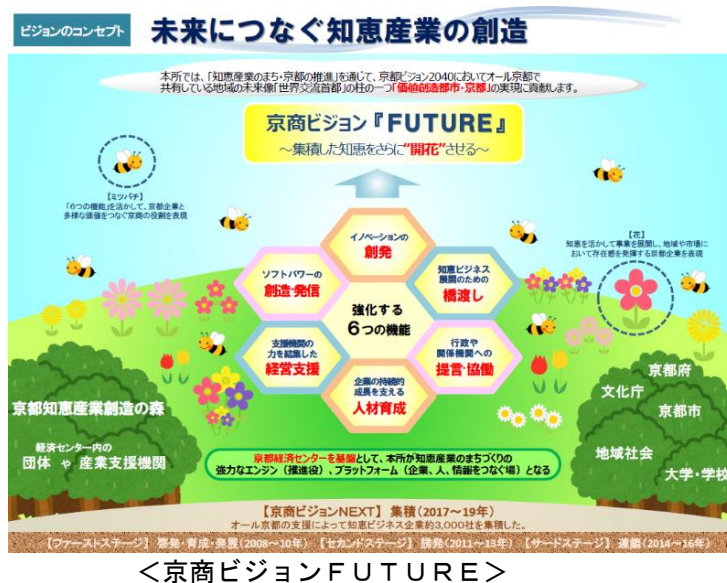 ビジョンのコンセプト
未来につなぐ知恵産業の創造
本所では、「知恵産業のまち・京都の推進」を通じて、京都ビジョン2040においてオール京都で
共有している地域の未来像「世界交流首都」の柱の一つ「価値創造都市・京都」の実現に貢献します。
京商ビジョン『FUTURE』
～集積した知恵をさらに“開花”させる～
【ミツバチ】
「6つの機能」を活かして、京都企業と
多様な価値をつなぐ京商の役割を表現
【花】
知恵を活かして事業を展開し、地域や市場に
おいて存在感を発揮する京都企業を表現
イノベーションの
創発
ソフトパワーの
創造・発信
知恵ビジネス
展開のための
橋渡し
強化する
6つの機能
支援機関の
力を結集した
経営支援
行政や
関係機関への
提言・協働
企業の持続的
成長を支える
人材育成
京都知恵産業創造の森
経済センター内の
団体 や 産業支援機関
京都府
文化庁
京都市
地域社会
大学・学校
京都経済センターを基盤として、本所が知恵産業のまちづくりの
強力なエンジン（推進役）、プラットフォーム（企業、人、情報をつなぐ場）となる
【京商ビジョンNEXT】 集積（2017～19年）
オール京都の支援によって知恵ビジネス企業約3,000社を集積した。
【ファーストステージ】 啓発・育成・発展（2008～10年） 【セカンドステージ】 誘発（2011～13年） 【サードステージ】 連鎖（2014～16年）
＜京商ビジョンＦＵＴＵＲＥ＞